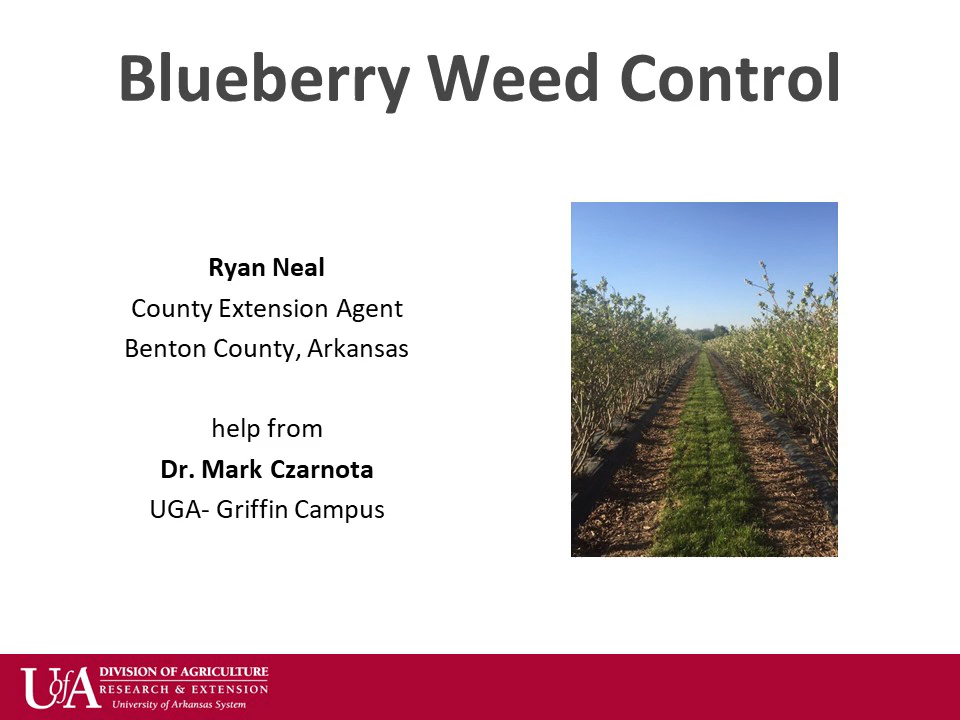 Blueberry Weed Control
Ryan Neal
County Extension Agent
Benton County, Arkansas
help from
Dr. Mark Czarnota
UGA- Griffin Campus
UofA
DIVISION OF AGRICULTURE
RESEARCH & EXTENSION
University of Arkansas System